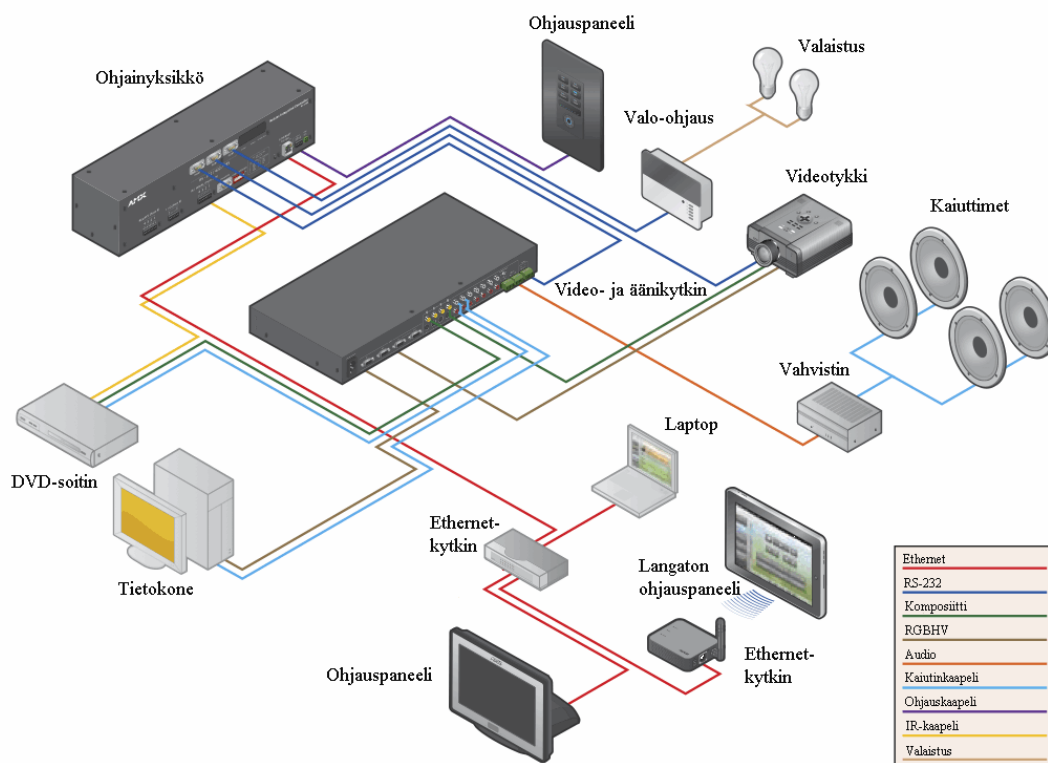 Ohjauspaneeli
Valaistus
Ohjainyksikkö
Valo-ohjaus
Videotykki
Kaiuttimet
AMX
Video- ja äänikytkin
Vahvistin
Laptop
DVD-soitin
Ethernet-
kytkin
Langaton
ohjauspaneeli
Tietokone
Ohjauspaneeli
Ethernet-
kytkin
Ethernet
RS-232
Komposiitti
RGBHV
Audio
Kaiutinkaapeli
Ohjauskaapeli
IR-kaapeli
Valaistus